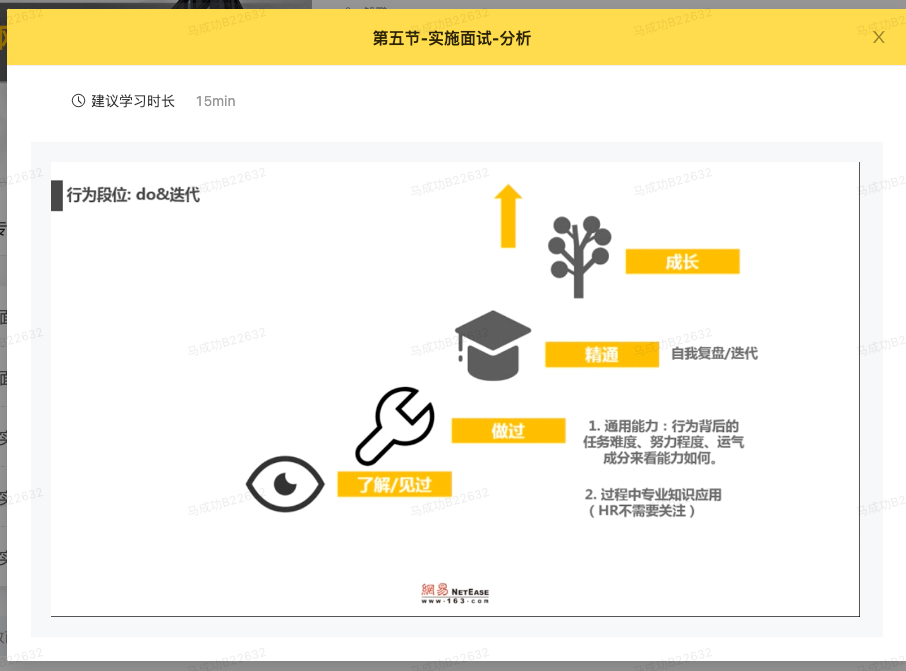 第五节-实施面试-分析
建议学习时长 15min
行为段位: do&迭代
成长
精通
自我复盘/迭代
做过
1. 通用能力：行为背后的
任务难度、努力程度、运气
成分来看能力如何。
了解/见过
2. 过程中专业知识应用
（HR不需要关注）
網易 NETEASE
www.163.com
马成功B22632